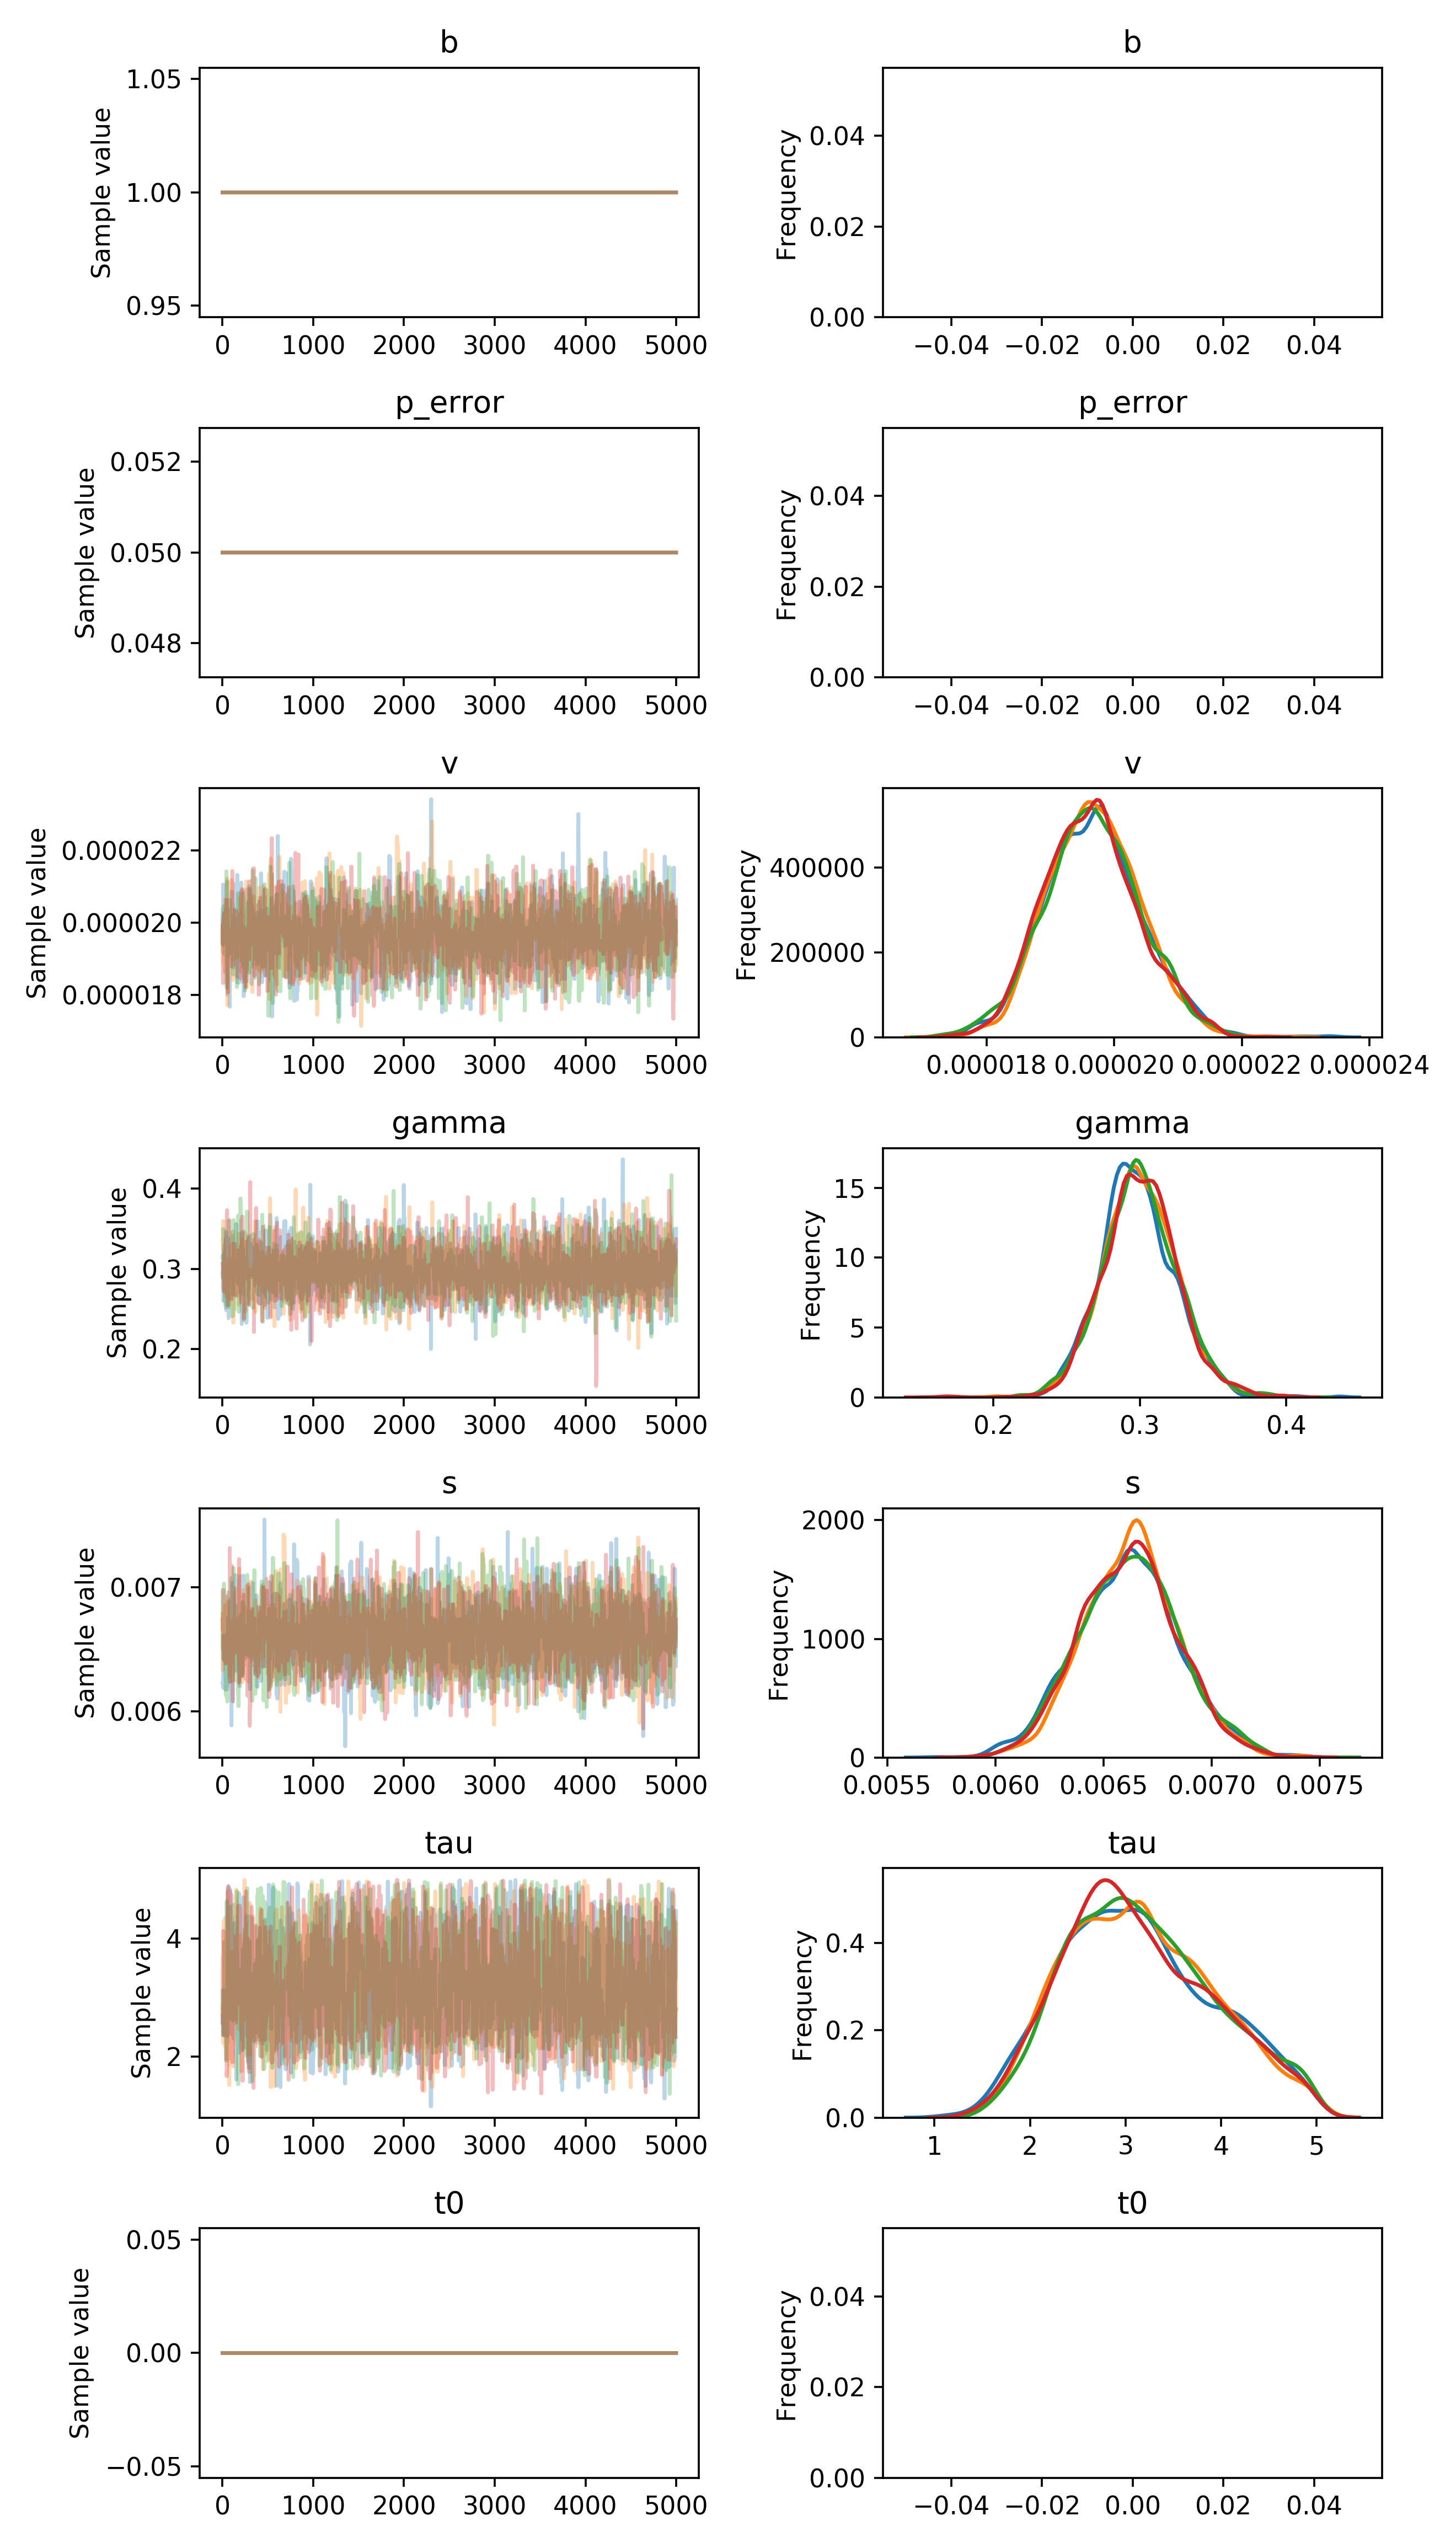 b
b
Sample value
1.05
1.00
0.95
0 1000 2000 3000 4000 5000
Frequency
0.04
0.02
0.00
−0.04 −0.02 0.00 0.02 0.04
p_error
p_error
Sample value
0.052
0.050
0.048
0 1000 2000 3000 4000 5000
Frequency
0.04
0.02
0.00
−0.04 −0.02 0.00 0.02 0.04
v
v
Sample value
0.000022
0.000020
0.000018
0 1000 2000 3000 4000 5000
Frequency
400000
200000
0
0.000018 0.000020 0.000022 0.000024
gamma
gamma
Sample value
0.4
0.3
0.2
0 1000 2000 3000 4000 5000
Frequency
15
10
5
0
0.2 0.3 0.4
s
s
Sample value
0.007
0.006
0 1000 2000 3000 4000 5000
Frequency
2000
1000
0
0.0055 0.0060 0.0065 0.0070 0.0075
tau
tau
Sample value
4
2
0 1000 2000 3000 4000 5000
Frequency
0.4
0.2
0.0
1 2 3 4 5
t0
t0
Sample value
0.05
0.00
−0.05
0 1000 2000 3000 4000 5000
Frequency
0.04
0.02
0.00
−0.04 −0.02 0.00 0.02 0.04